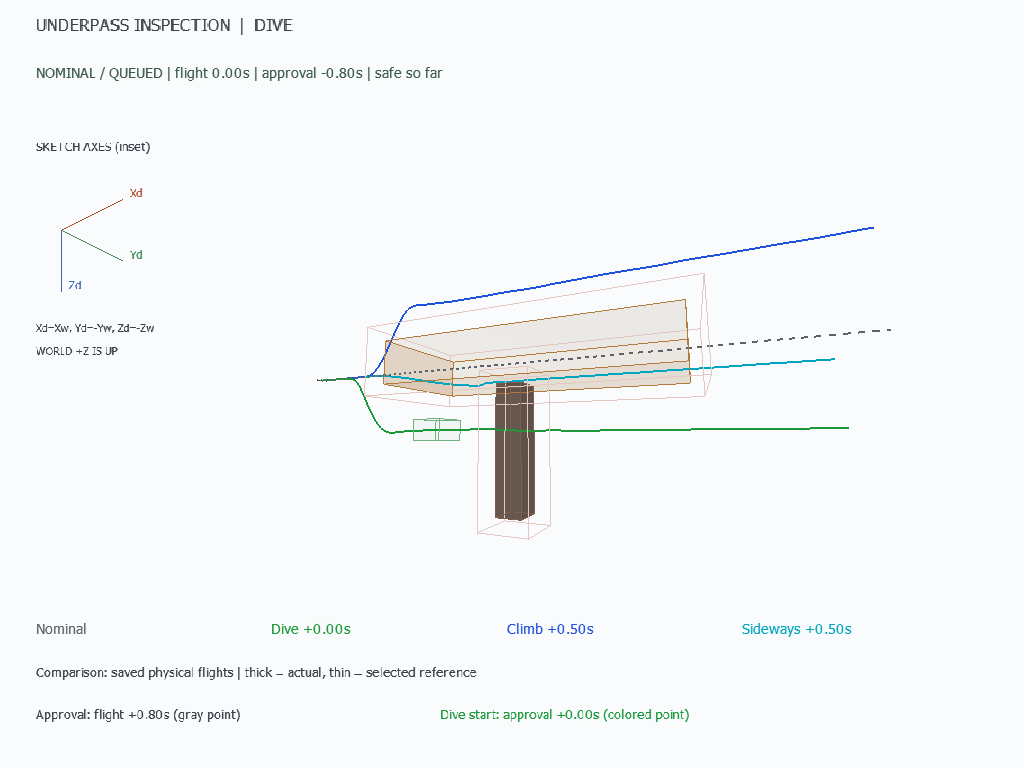 UNDERPASS INSPECTION | DIVE
NOMINAL / QUEUED | flight 0.00s | approval -0.80s | safe so far
SKETCH AXES (inset)
Xd
Yd
Zd
Xd=Xw, Yd=-Yw, Zd=-Zw
WORLD +Z IS UP
Nominal
Dive +0.00s
Climb +0.50s
Sideways +0.50s
Comparison: saved physical flights | thick = actual, thin = selected reference
Approval: flight +0.80s (gray point)
Dive start: approval +0.00s (colored point)